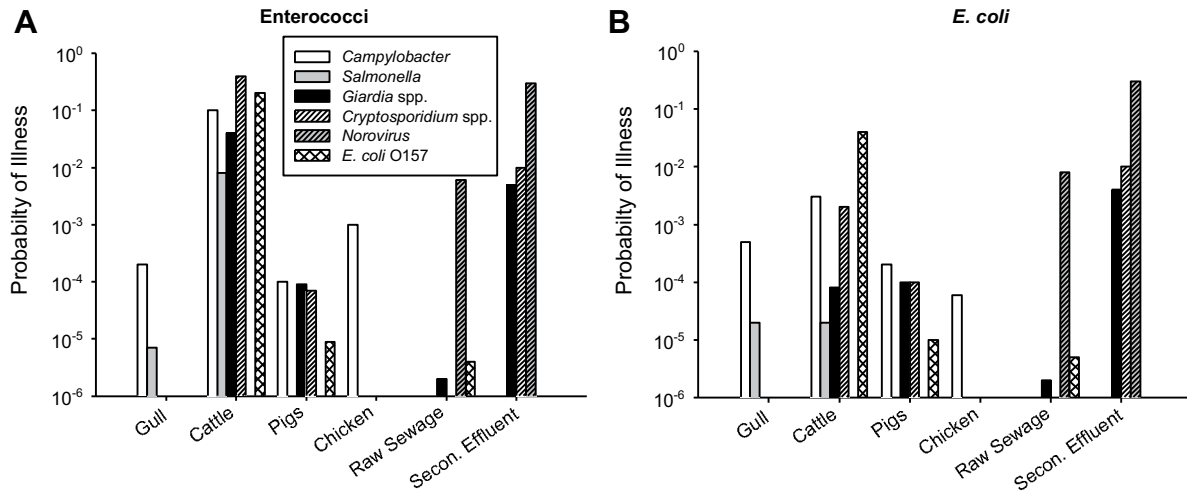 A
Enterococci
Probabilty of Illness
10^0
10^-1
10^-2
10^-3
10^-4
10^-5
10^-6
Campylobacter
Salmonella
Giardia spp.
Cryptosporidium spp.
Norovirus
E. coli O157
Gull
Cattle
Pigs
Chicken
Raw Sewage
Secon. Effluent
B
E. coli
Probabilty of Illness
10^0
10^-1
10^-2
10^-3
10^-4
10^-5
10^-6
Gull
Cattle
Pigs
Chicken
Raw Sewage
Secon. Effluent